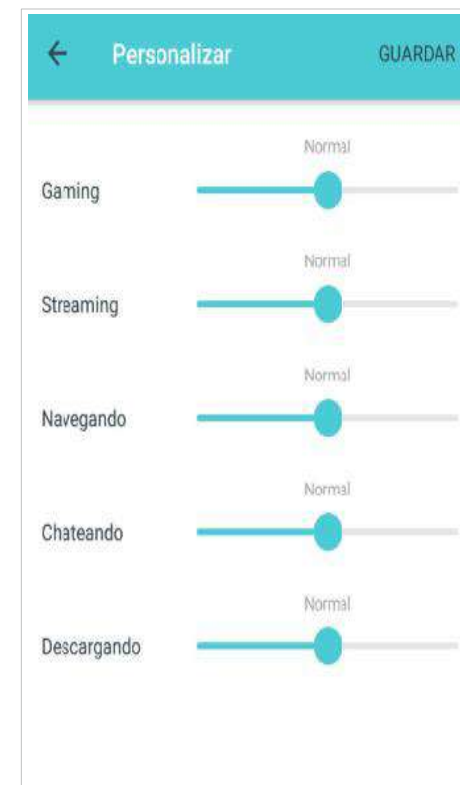 Personalizar GUARDAR
Normal
Gaming
Normal
Streaming
Normal
Navegando
Normal
Chateando
Normal
Descargando